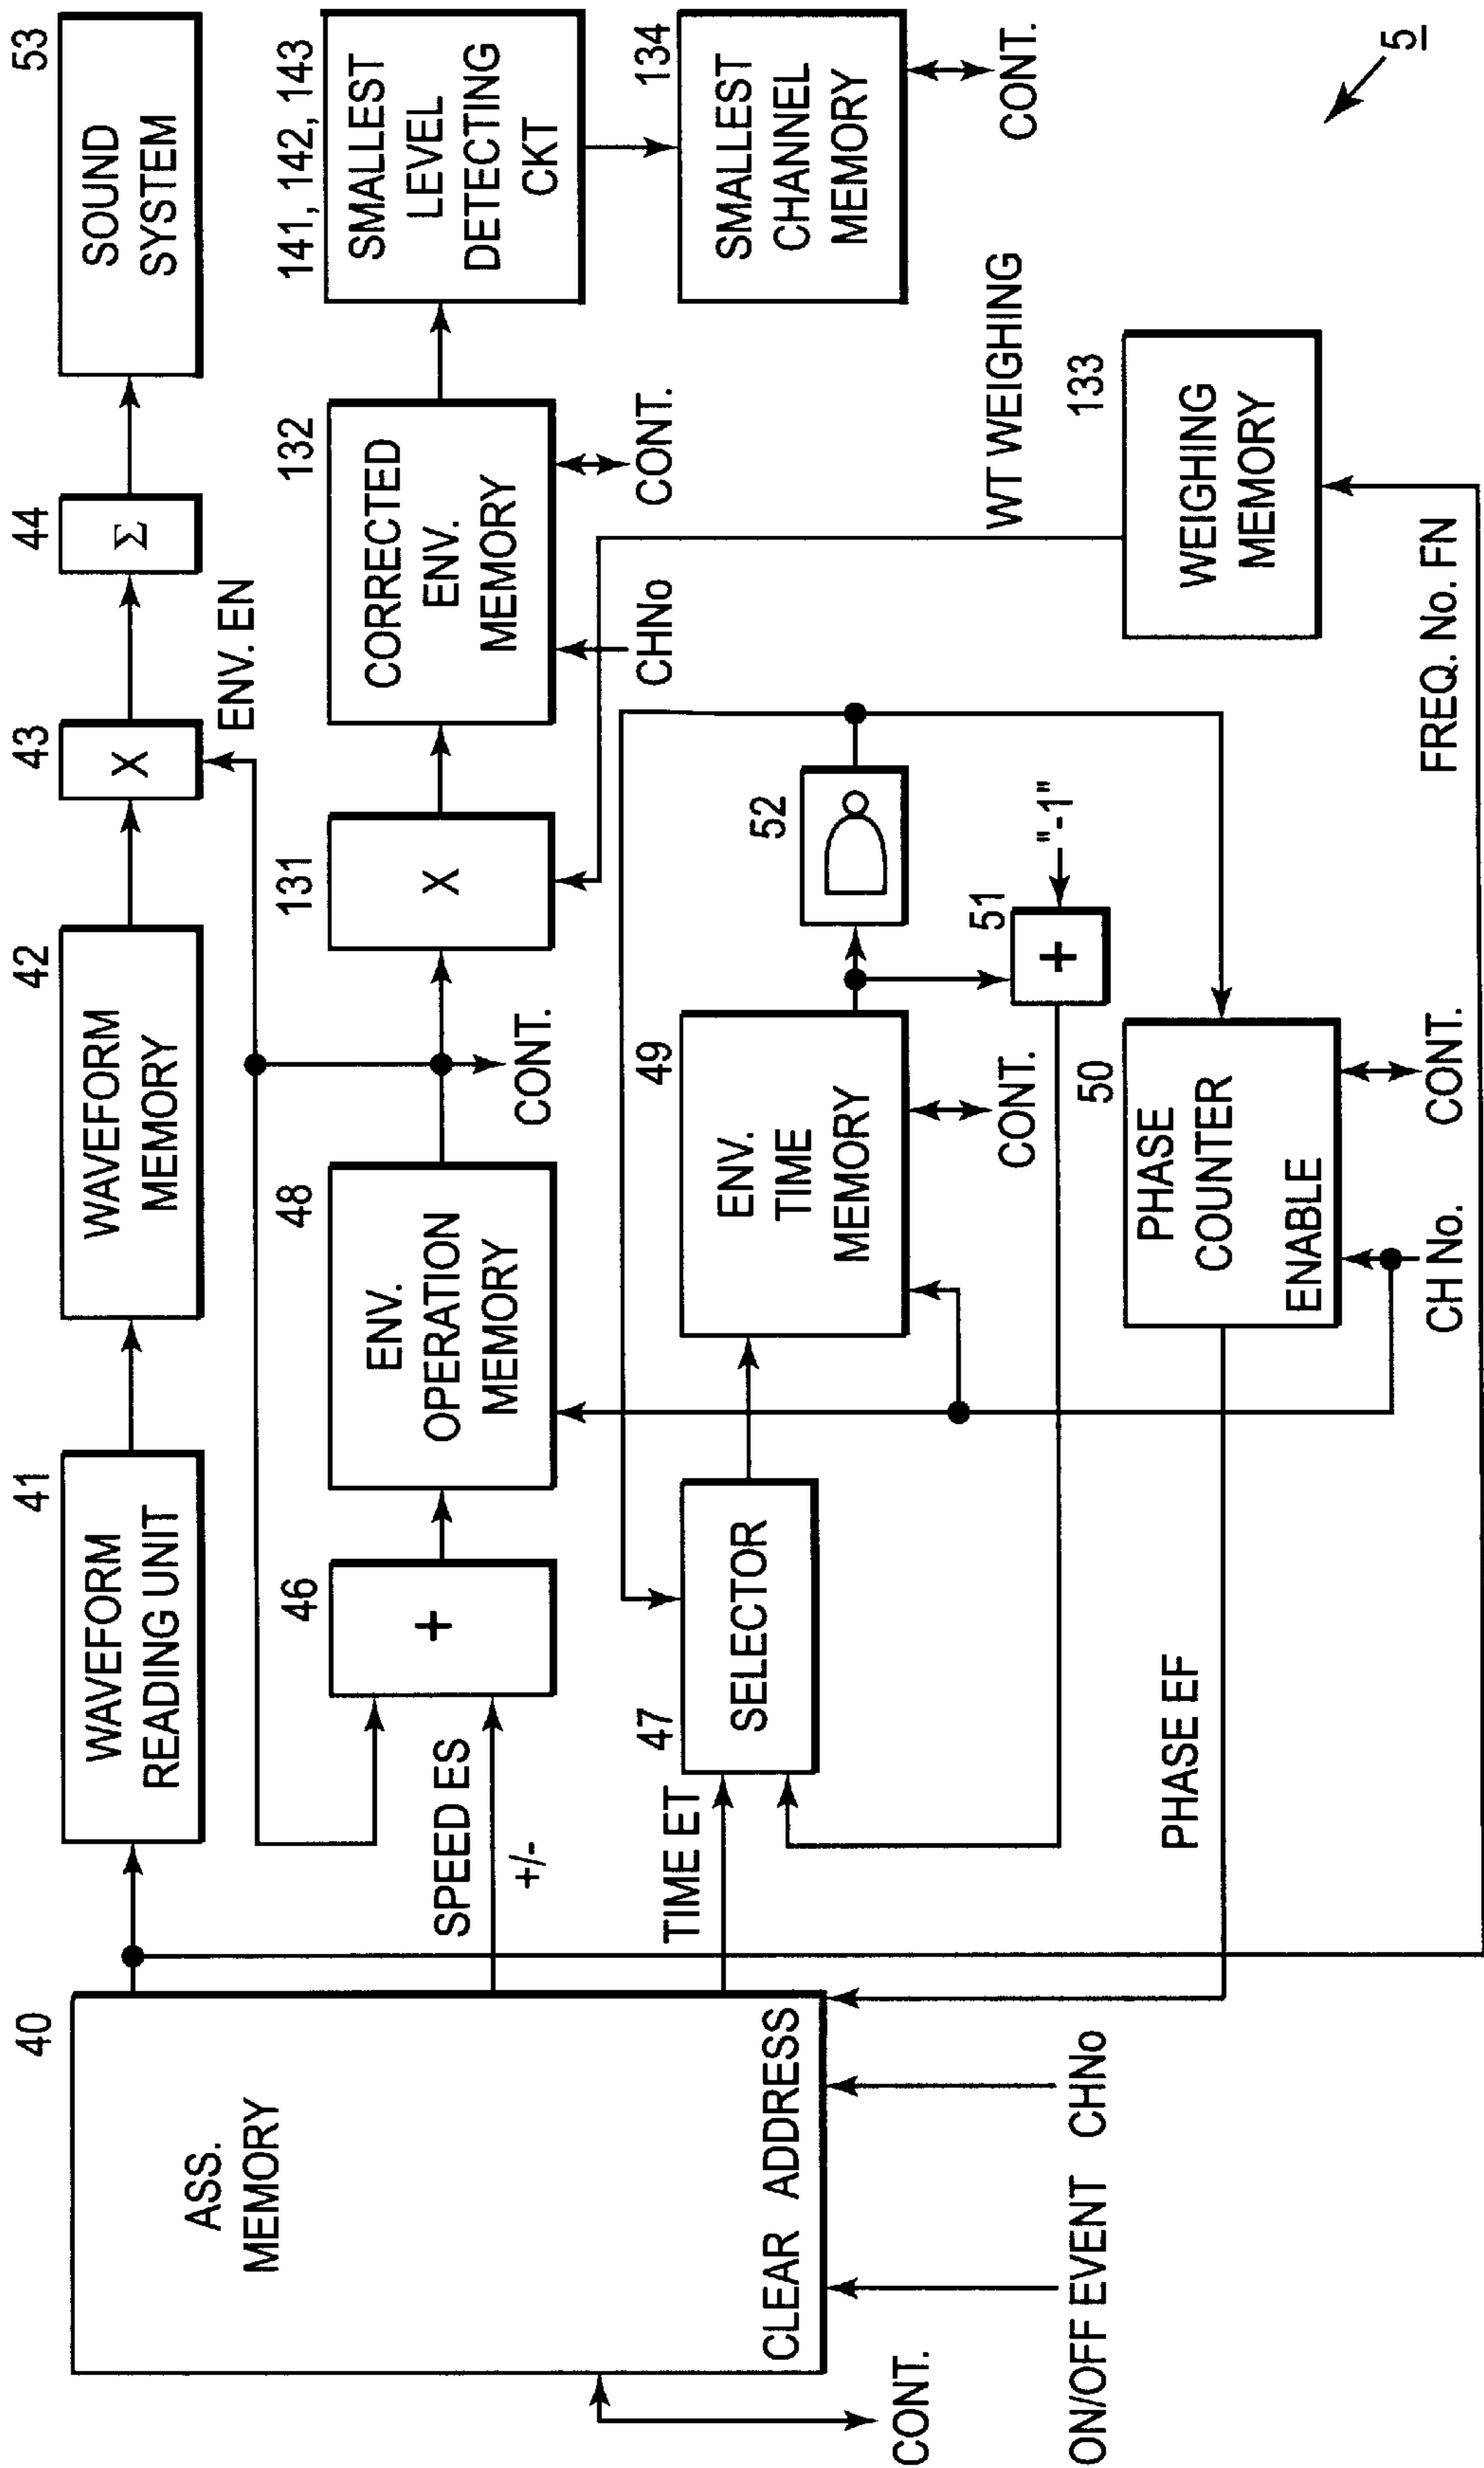 40
ASS.
MEMORY
CLEAR ADDRESS
CONT.
ON/OFF EVENT
CHNo
41
WAVEFORM
READING UNIT
42
WAVEFORM
MEMORY
43
X
44
Σ
53
SOUND
SYSTEM
ENV. EN
SPEED ES
+/-
46
+
48
ENV.
OPERATION
MEMORY
CONT.
131
X
132
CORRECTED
ENV.
MEMORY
CHNo
CONT.
141, 142, 143
SMALLEST
LEVEL
DETECTING
CKT
134
SMALLEST
CHANNEL
MEMORY
CONT.
TIME ET
47
SELECTOR
49
ENV.
TIME
MEMORY
CONT.
52
51
+
"-1"
WT WEIGHING
133
WEIGHING
MEMORY
PHASE EF
50
PHASE
COUNTER
ENABLE
CH No.
CONT.
FREQ. No. FN
5